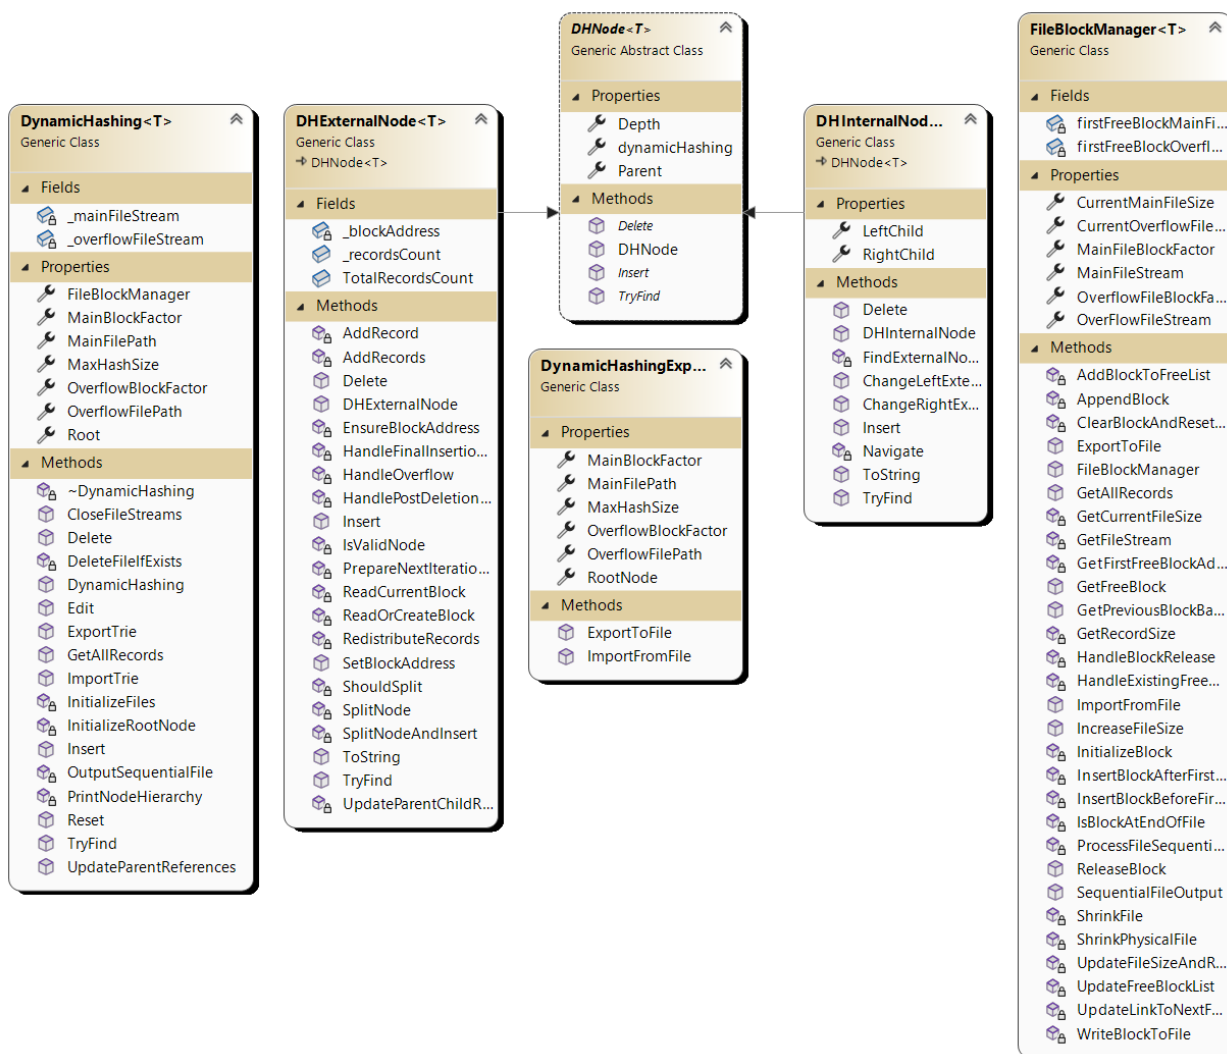 DynamicHashing<T>
Generic Class
Fields
_mainFileStream
_overflowFileStream
Properties
FileBlockManager
MainBlockFactor
MainFilePath
MaxHashSize
OverflowBlockFactor
OverflowFilePath
Root
Methods
~DynamicHashing
CloseFileStreams
Delete
DeleteFileIfExists
DynamicHashing
Edit
ExportTrie
GetAllRecords
ImportTrie
InitializeFiles
InitializeRootNode
Insert
OutputSequentialFile
PrintNodeHierarchy
Reset
TryFind
UpdateParentReferences
DHExternalNode<T>
Generic Class
DHNode<T>
Fields
_blockAddress
_recordsCount
TotalRecordsCount
Methods
AddRecord
AddRecords
Delete
DHExternalNode
EnsureBlockAddress
HandleFinalInsertio...
HandleOverflow
HandlePostDeletion...
Insert
IsValidNode
PrepareNextIteratio...
ReadCurrentBlock
ReadOrCreateBlock
RedistributeRecords
SetBlockAddress
ShouldSplit
SplitNode
SplitNodeAndInsert
ToString
TryFind
UpdateParentChildR...
DHNode<T>
Generic Abstract Class
Properties
Depth
dynamicHashing
Parent
Methods
Delete
DHNode
Insert
TryFind
DynamicHashingExp...
Generic Class
Properties
MainBlockFactor
MainFilePath
MaxHashSize
OverflowBlockFactor
OverflowFilePath
RootNode
Methods
ExportToFile
ImportFromFile
DHInternalNod...
Generic Class
DHNode<T>
Properties
LeftChild
RightChild
Methods
Delete
DHInternalNode
FindExternalNo...
ChangeLeftExte...
ChangeRightEx...
Insert
Navigate
ToString
TryFind
FileBlockManager<T>
Generic Class
Fields
firstFreeBlockMainFi...
firstFreeBlockOverfl...
Properties
CurrentMainFileSize
CurrentOverflowFile...
MainFileBlockFactor
MainFileStream
OverflowFileBlockFa...
OverFlowFileStream
Methods
AddBlockToFreeList
AppendBlock
ClearBlockAndReset...
ExportToFile
FileBlockManager
GetAllRecords
GetCurrentFileSize
GetFileStream
GetFirstFreeBlockAd...
GetFreeBlock
GetPreviousBlockBa...
GetRecordSize
HandleBlockRelease
HandleExistingFree...
ImportFromFile
IncreaseFileSize
InitializeBlock
InsertBlockAfterFirst...
InsertBlockBeforeFir...
IsBlockAtEndOfFile
ProcessFileSequenti...
ReleaseBlock
SequentialFileOutput
ShrinkFile
ShrinkPhysicalFile
UpdateFileSizeAndR...
UpdateFreeBlockList
UpdateLinkToNextF...
WriteBlockToFile